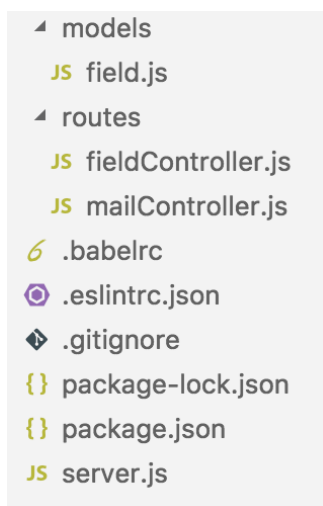 models
JS field.js
routes
JS fieldController.js
JS mailController.js
6 .babelrc
.eslintrc.json
.gitignore
{} package-lock.json
{} package.json
JS server.js